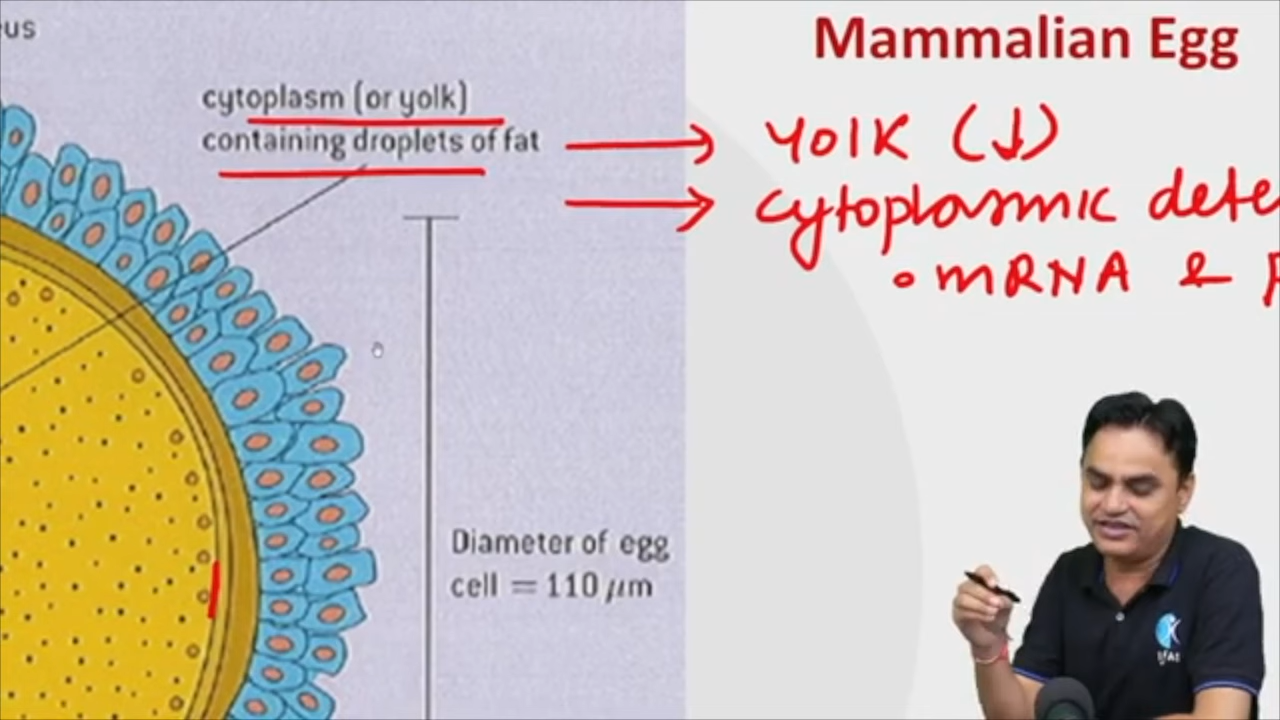 Mammalian Egg
cytoplasm (or yolk)
containing droplets of fat
YOlK (↓)
cytoplasmic dete
• mRNA &
Diameter of egg
cell = 110 μm